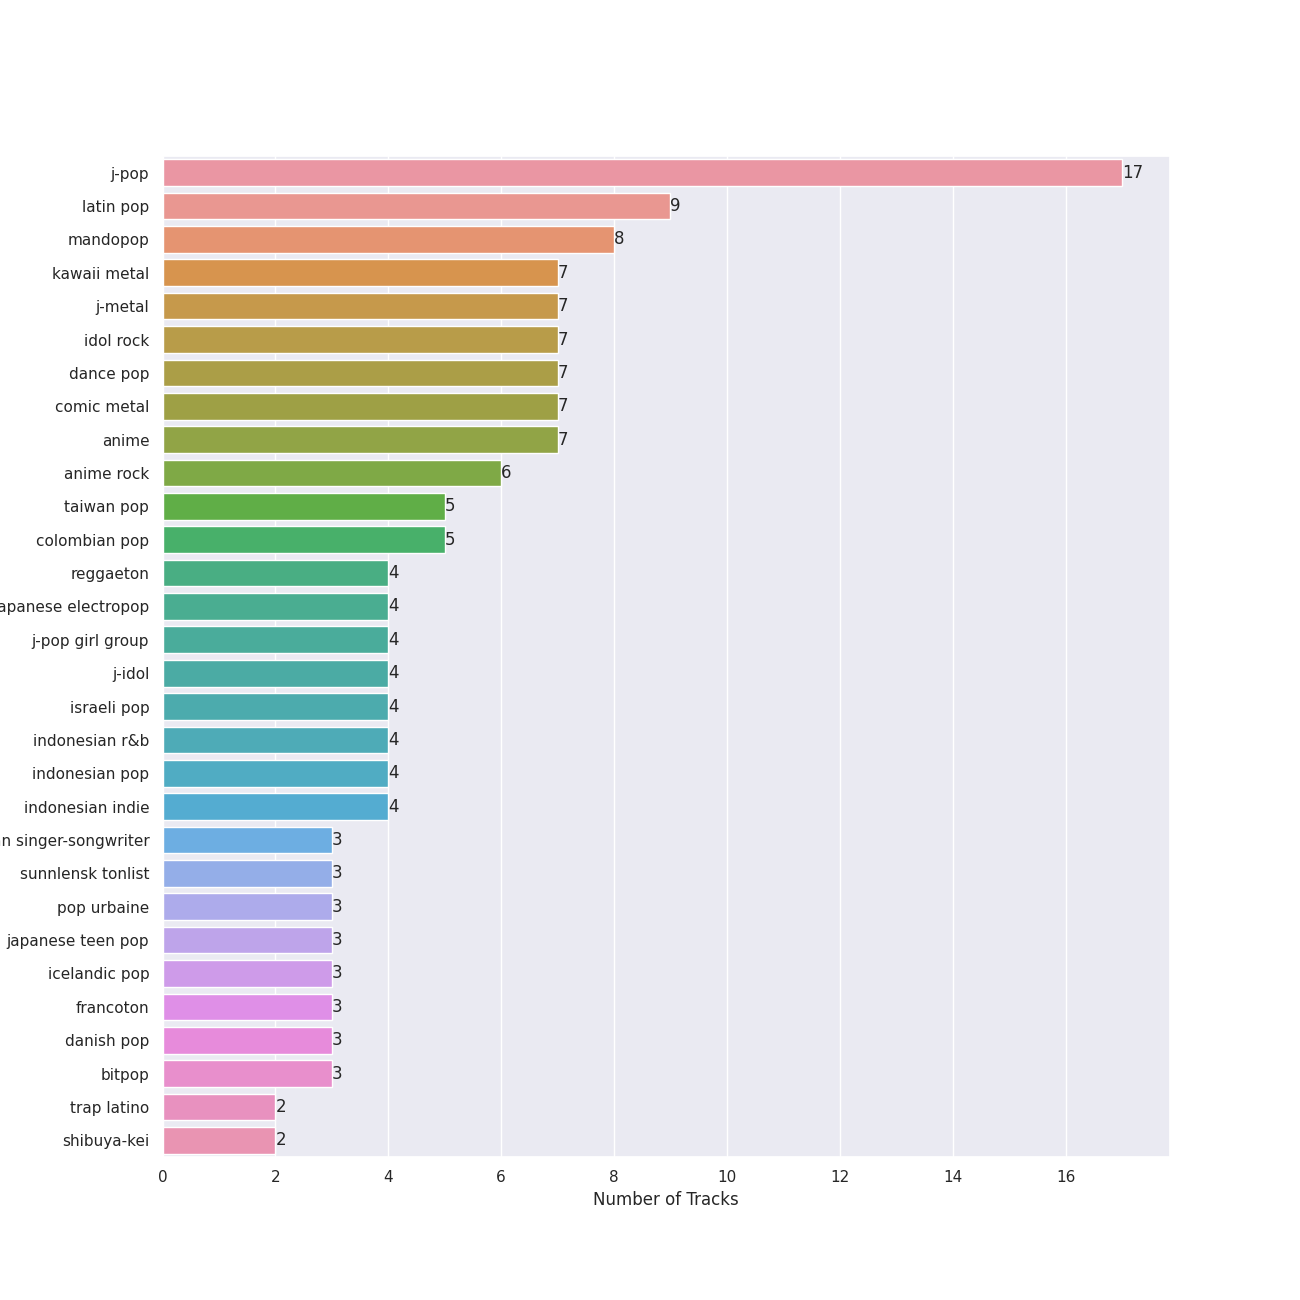 j-pop 17
latin pop 9
mandopop 8
kawaii metal 7
j-metal 7
idol rock 7
dance pop 7
comic metal 7
anime 7
anime rock 6
taiwan pop 5
colombian pop 5
reggaeton 4
apanese electropop 4
j-pop girl group 4
j-idol 4
israeli pop 4
indonesian r&b 4
indonesian pop 4
indonesian indie 4
n singer-songwriter 3
sunnlensk tonlist 3
pop urbaine 3
japanese teen pop 3
icelandic pop 3
francoton 3
danish pop 3
bitpop 3
trap latino 2
shibuya-kei 2
0 2 4 6 8 10 12 14 16
Number of Tracks